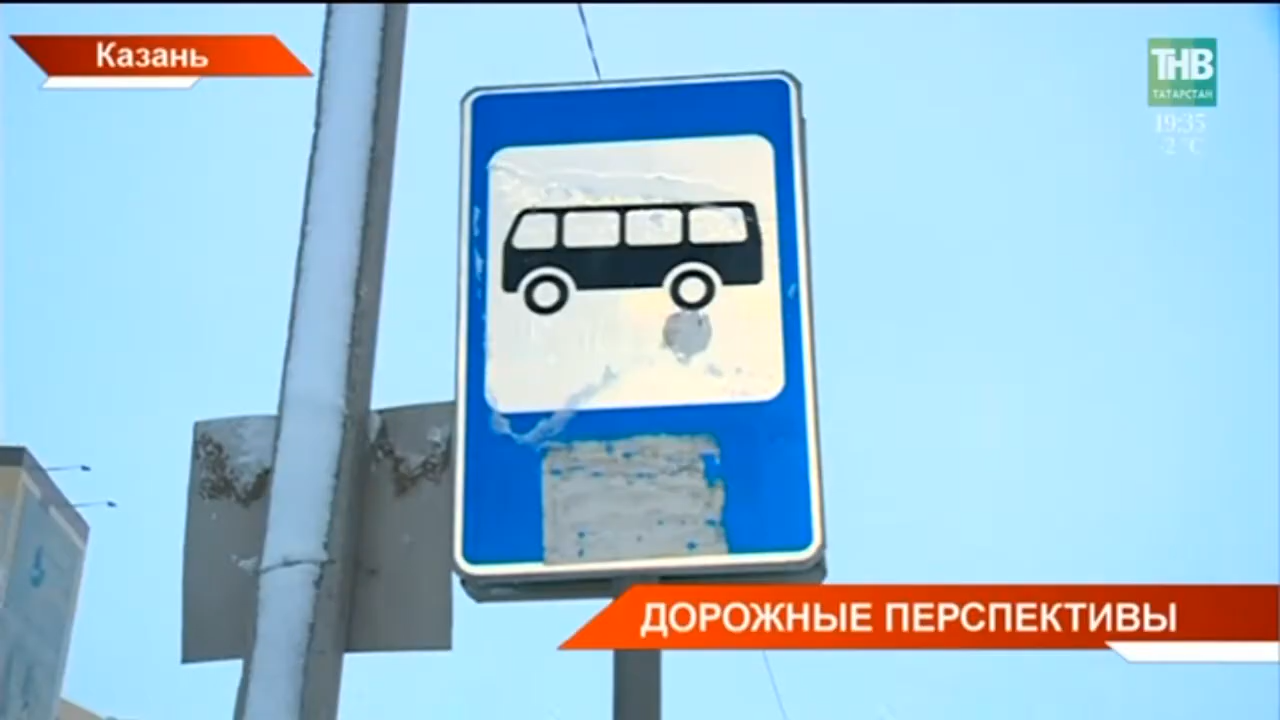 Казань
ТНВ
ТАТАРСТАН
19:35
-2 °C
ДОРОЖНЫЕ ПЕРСПЕКТИВЫ